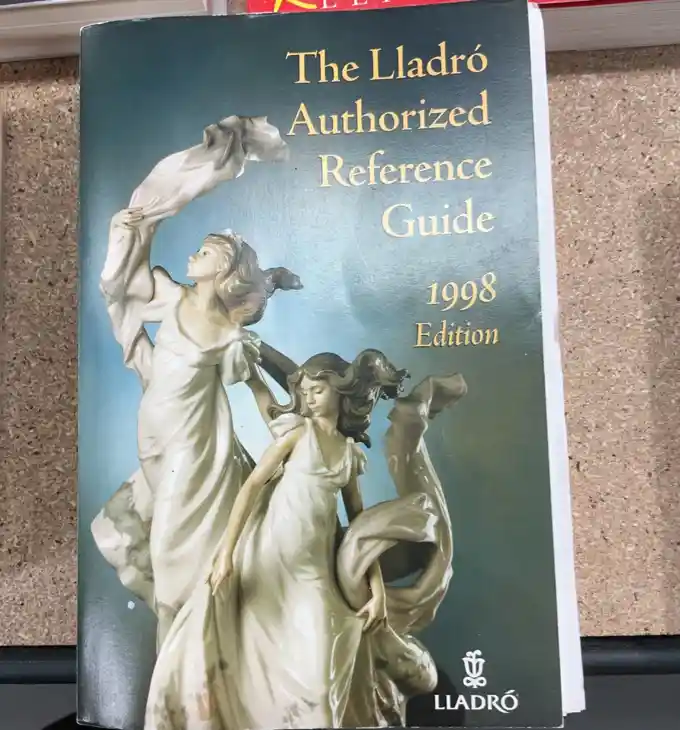 The Lladró
Authorized
Reference
Guide
1998
Edition
LLADRÓ